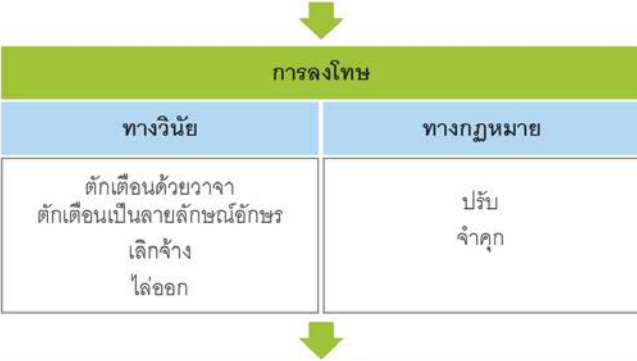 การลงโทษ
ทางวินัย
ทางกฎหมาย
ตักเตือนด้วยวาจา
ตักเตือนเป็นลายลักษณ์อักษร
เลิกจ้าง
ไล่ออก
ปรับ
จำคุก